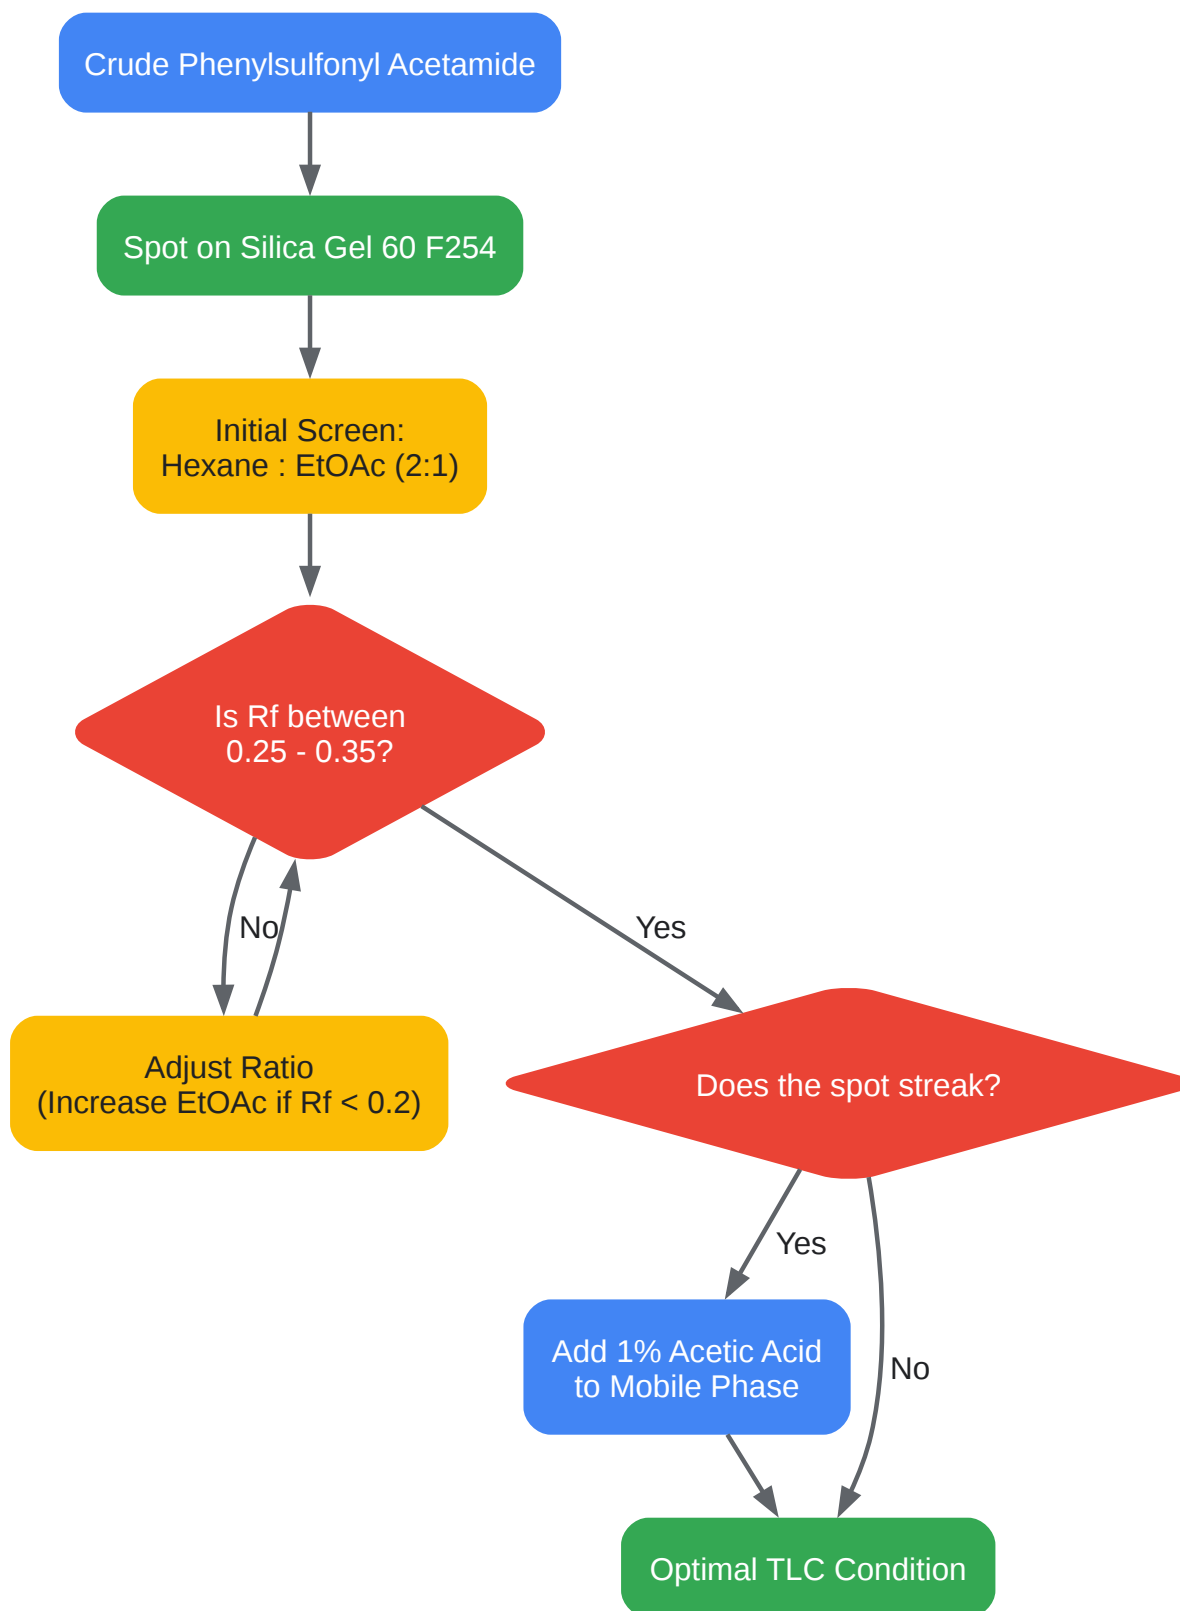 Crude Phenylsulfonyl Acetamide
Spot on Silica Gel 60 F254
Initial Screen:
Hexane : EtOAc (2:1)
Is Rf between
0.25 - 0.35?
No
Yes
Adjust Ratio
(Increase EtOAc if Rf < 0.2)
Does the spot streak?
Yes
Add 1% Acetic Acid
to Mobile Phase
No
Optimal TLC Condition